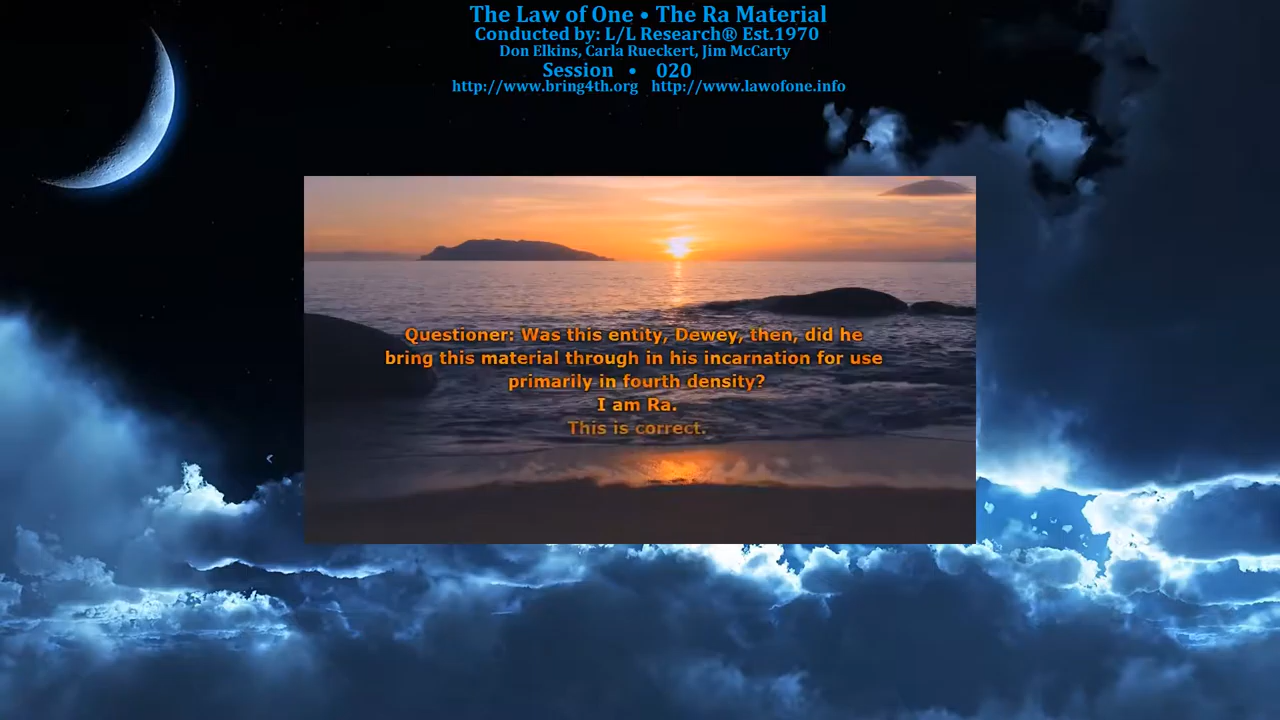 The Law of One • The Ra Material
Conducted by: L/L Research® Est.1970
Don Elkins, Carla Rueckert, Jim McCarty
Session • 020
http://www.bring4th.org http://www.lawofone.info
Questioner: Was this entity, Dewey, then, did he
bring this material through in his incarnation for use
primarily in fourth density?
I am Ra.
This is correct.